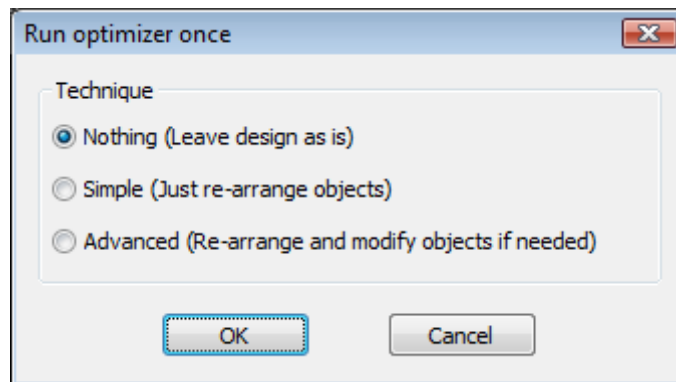 Run optimizer once
Technique
Nothing (Leave design as is)
Simple (Just re-arrange objects)
Advanced (Re-arrange and modify objects if needed)
OK
Cancel